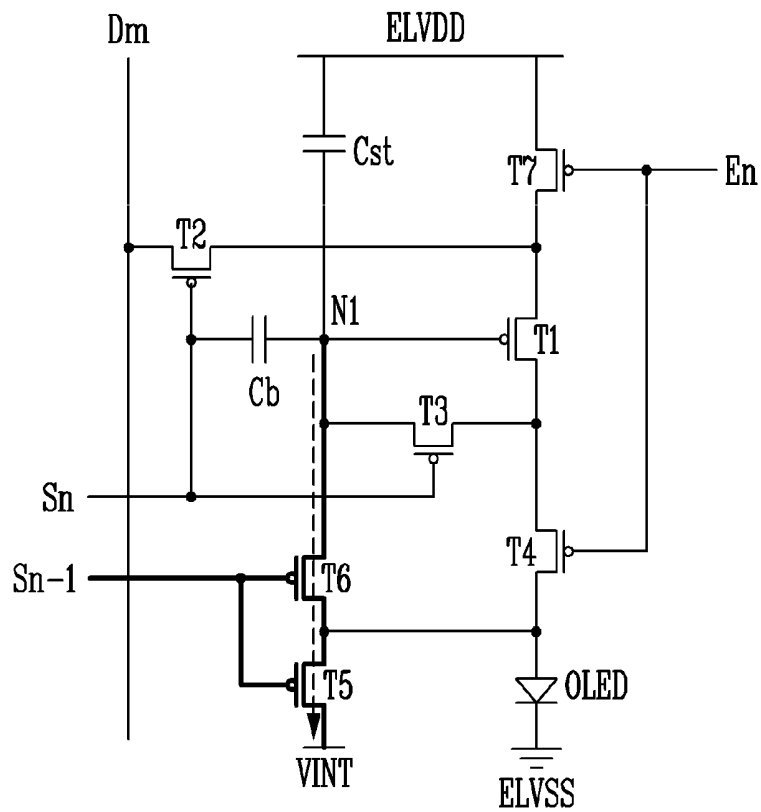 Dm
ELVDD
Cst
T7
En
T2
N1
T1
Cb
T3
Sn
T4
Sn-1
T6
T5
OLED
VINT
ELVSS